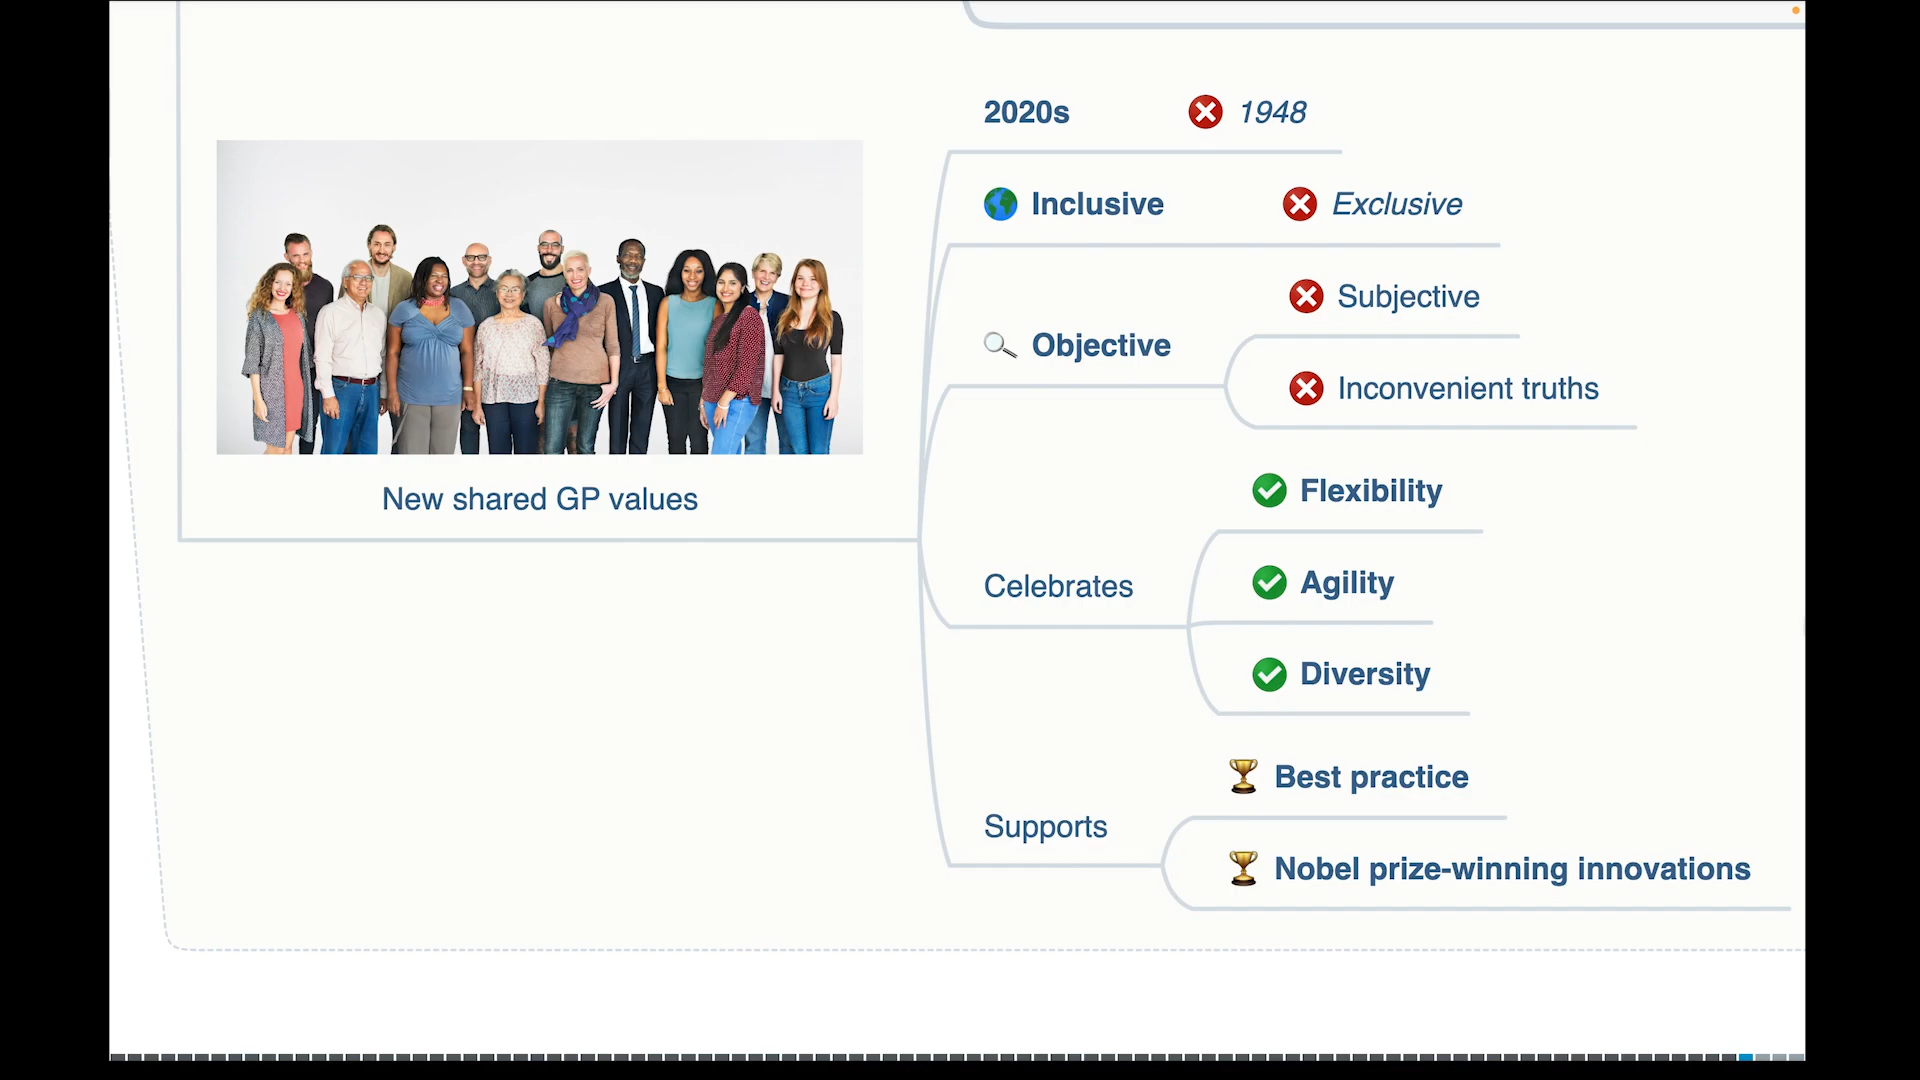 2020s 1948
Inclusive Exclusive
Objective
Subjective
Inconvenient truths
New shared GP values
Celebrates
Flexibility
Agility
Diversity
Supports
Best practice
Nobel prize-winning innovations